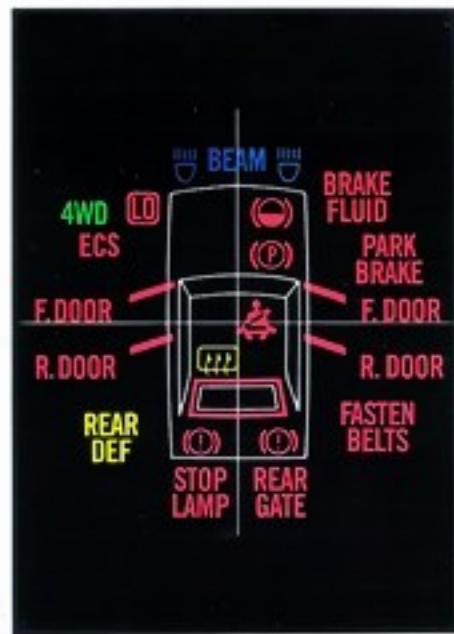 BEAM
BRAKE
FLUID
4WD
LO
ECS
(P)
PARK
BRAKE
F. DOOR
F. DOOR
R. DOOR
R. DOOR
REAR
DEF
FASTEN
BELTS
(!)
(!)
STOP
LAMP
REAR
GATE